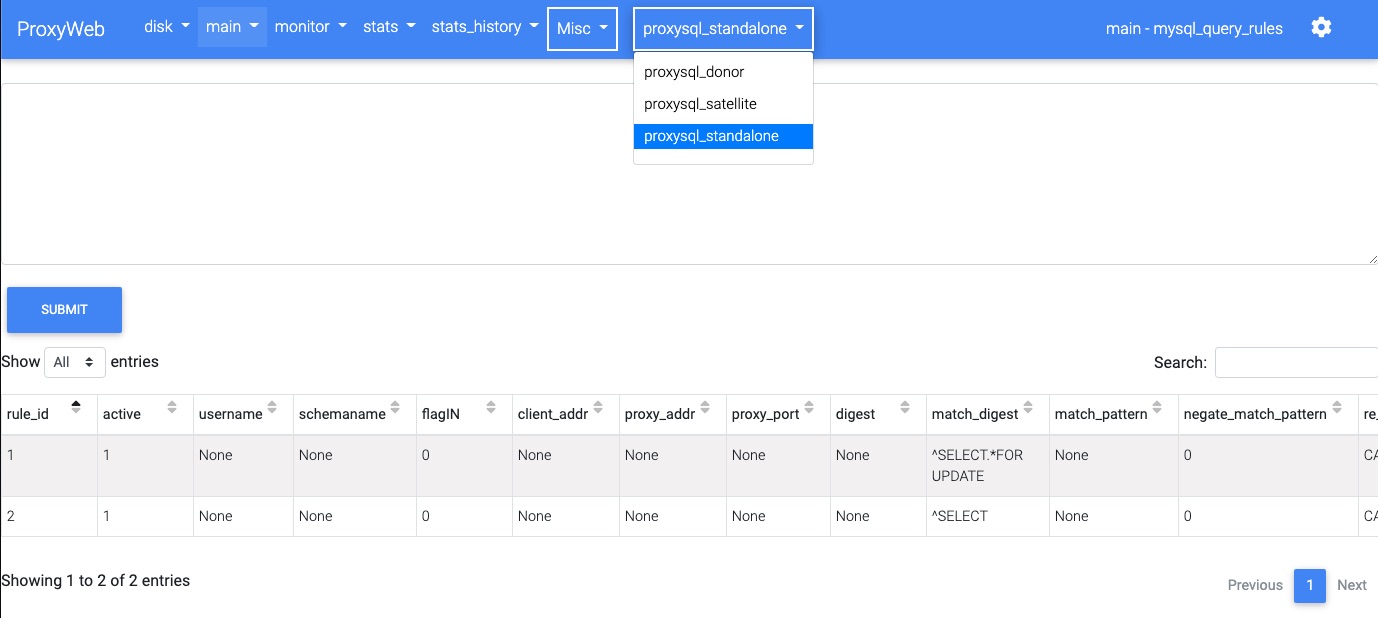 ProxyWeb disk main monitor stats stats_history Misc proxysql_standalone main - mysql_query_rules
proxysql_donor
proxysql_satellite
proxysql_standalone
SUBMIT
Show All entries Search:
rule_id active username schemaname flagIN client_addr proxy_addr proxy_port digest match_digest match_pattern negate_match_pattern re_
1 1 None None 0 None None None None ^SELECT.*FOR None 0 CA
UPDATE
2 1 None None 0 None None None None ^SELECT None 0 CA
Showing 1 to 2 of 2 entries Previous 1 Next